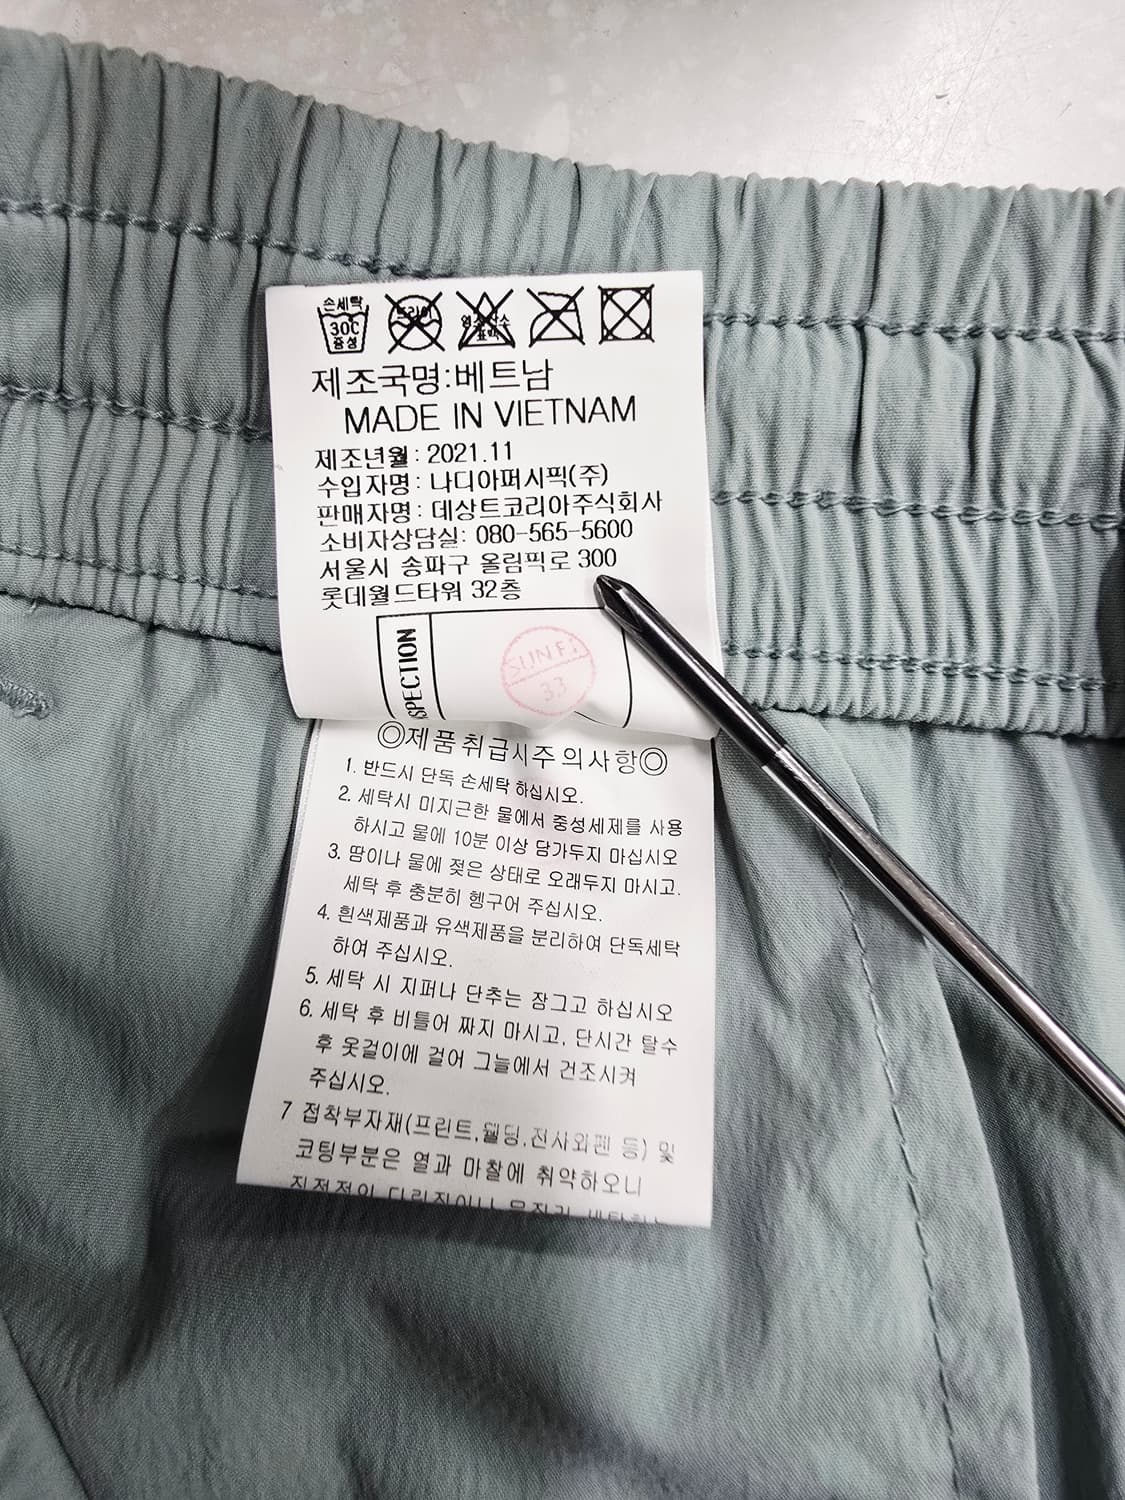 손세탁
30C
중성
드라이
염소산소
표백
제조국명:베트남
MADE IN VIETNAM
제조년월: 2021.11
수입자명: 나디아퍼시픽(주)
판매자명: 데상트코리아주식회사
소비자상담실: 080-565-5600
서울시 송파구 올림픽로 300
롯데월드타워 32층
SPECTION
33
◎제품취급시주의사항◎
1. 반드시 단독 손세탁 하십시오.
2. 세탁시 미지근한 물에서 중성세제를 사용
하시고 물에 10분 이상 담가두지 마십시오
3. 땀이나 물에 젖은 상태로 오래두지 마시고.
세탁 후 충분히 헹구어 주십시오.
4. 흰색제품과 유색제품을 분리하여 단독세탁
하여 주십시오.
5. 세탁 시 지퍼나 단추는 잠그고 하십시오
6. 세탁 후 비틀어 짜지 마시고, 단시간 탈수
후 옷걸이에 걸어 그늘에서 건조시켜
주십시오.
7 접착부자재(프린트,웰딩,전사외펜 등) 및
코팅부분은 열과 마찰에 취약하오니